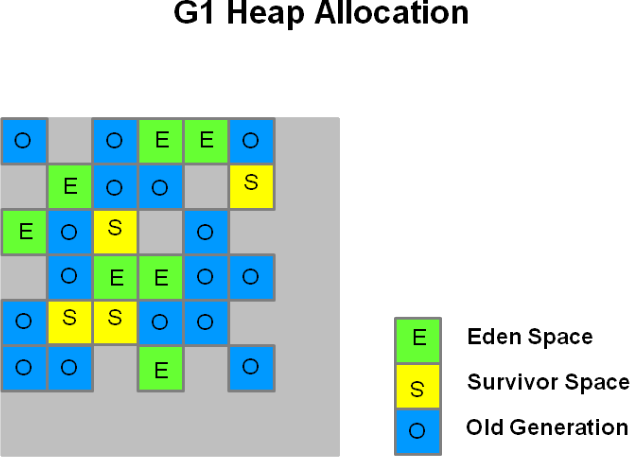 G1 Heap Allocation
O O E E O
E O O S
E O S O
O E E O O
O S S O O
O O E O
E Eden Space
S Survivor Space
O Old Generation